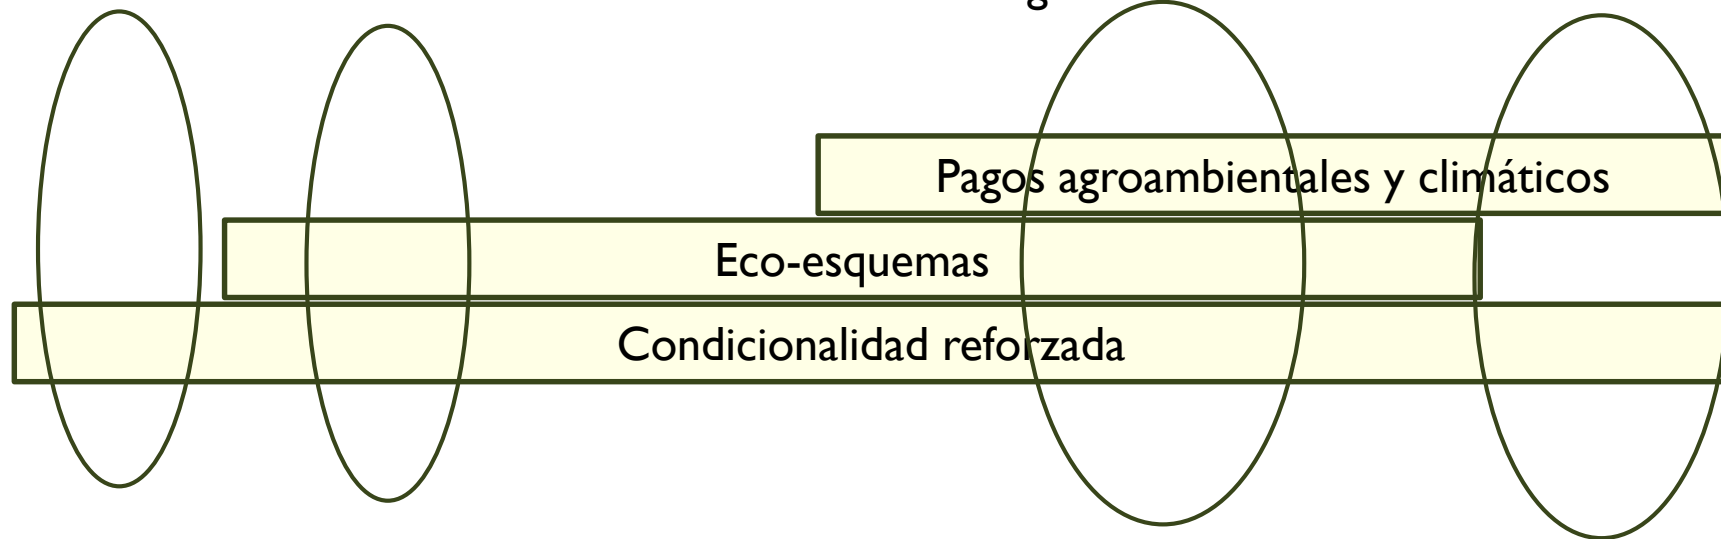 Pagos agroambientales y climáticos
Eco-esquemas
Condicionalidad reforzada